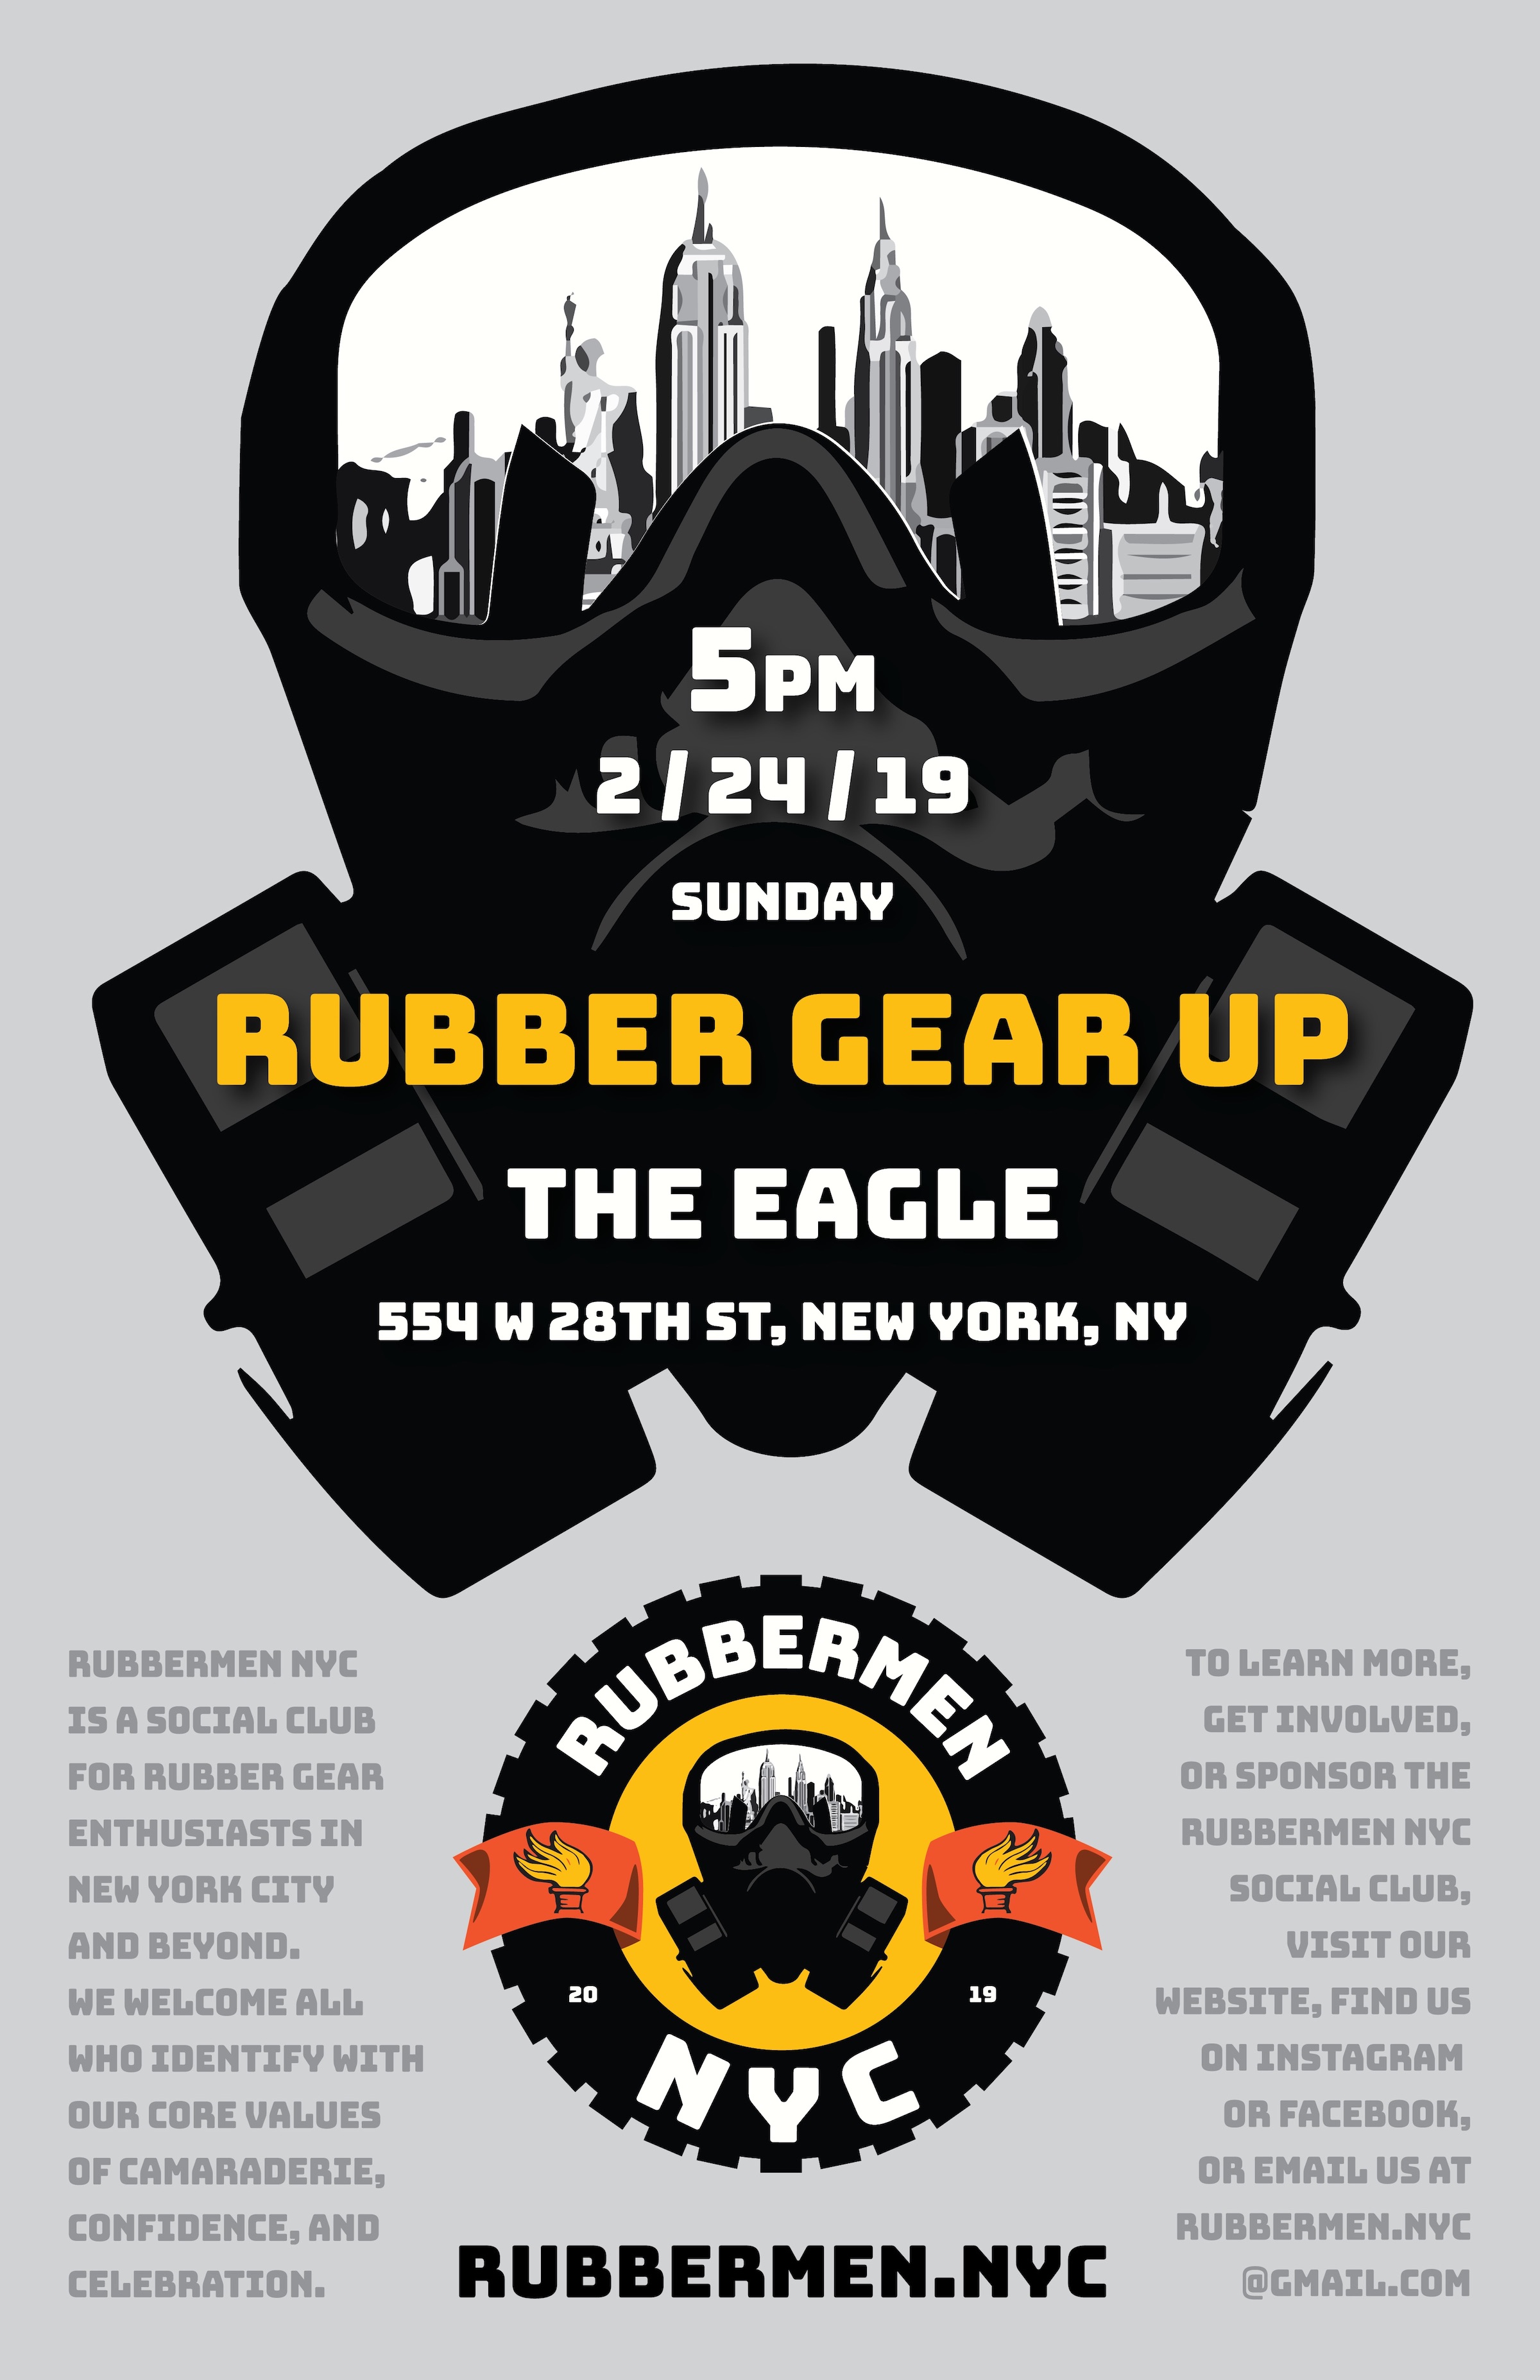 5PM
2/24/19
SUNDAY
RUBBER GEAR UP
THE EAGLE
554 W 28TH ST, NEW YORK, NY
RUBBERMEN NYC
IS A SOCIAL CLUB
FOR RUBBER GEAR
ENTHUSIASTS IN
NEW YORK CITY
AND BEYOND.
WE WELCOME ALL
WHO IDENTIFY WITH
OUR CORE VALUES
OF CAMARADERIE,
CONFIDENCE, AND
CELEBRATION.
RUBBERMEN
20 19
NYC
RUBBERMEN.NYC
TO LEARN MORE,
GET INVOLVED,
OR SPONSOR THE
RUBBERMEN NYC
SOCIAL CLUB,
VISIT OUR
WEBSITE, FIND US
ON INSTAGRAM
OR FACEBOOK,
OR EMAIL US AT
RUBBERMEN.NYC
@GMAIL.COM